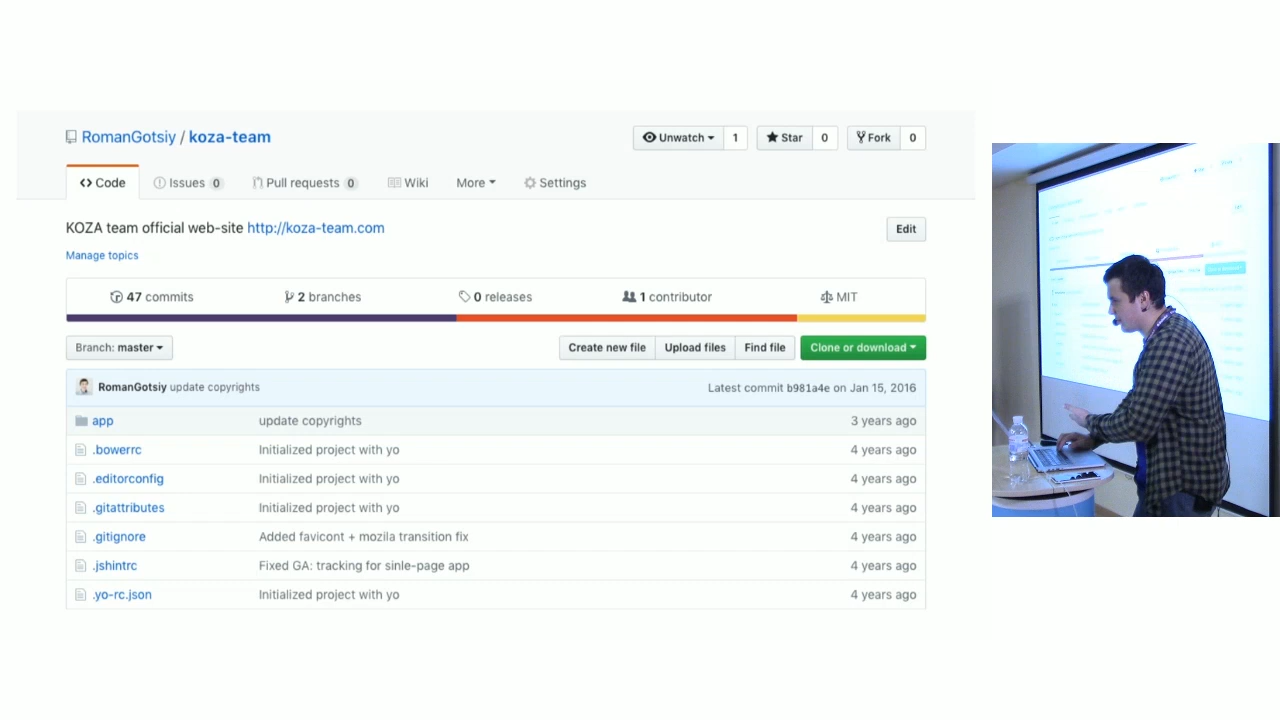 RomanGotsiy / koza-team
Unwatch 1 Star 0 Fork 0
Code Issues 0 Pull requests 0 Wiki More Settings
KOZA team official web-site http://koza-team.com Edit
Manage topics
47 commits 2 branches 0 releases 1 contributor MIT
Branch: master Create new file Upload files Find file Clone or download
RomanGotsiy update copyrights Latest commit b981a4e on Jan 15, 2016
app update copyrights 3 years ago
.bowerrc Initialized project with yo 4 years ago
.editorconfig Initialized project with yo 4 years ago
.gitattributes Initialized project with yo 4 years ago
.gitignore Added favicont + mozila transition fix 4 years ago
.jshintrc Fixed GA: tracking for sinle-page app 4 years ago
.yo-rc.json Initialized project with yo 4 years ago